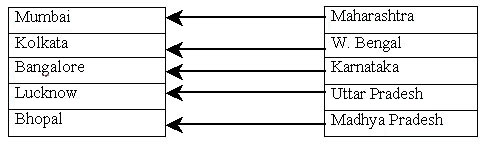 Mumbai
Maharashtra
Kolkata
W. Bengal
Bangalore
Karnataka
Lucknow
Uttar Pradesh
Bhopal
Madhya Pradesh